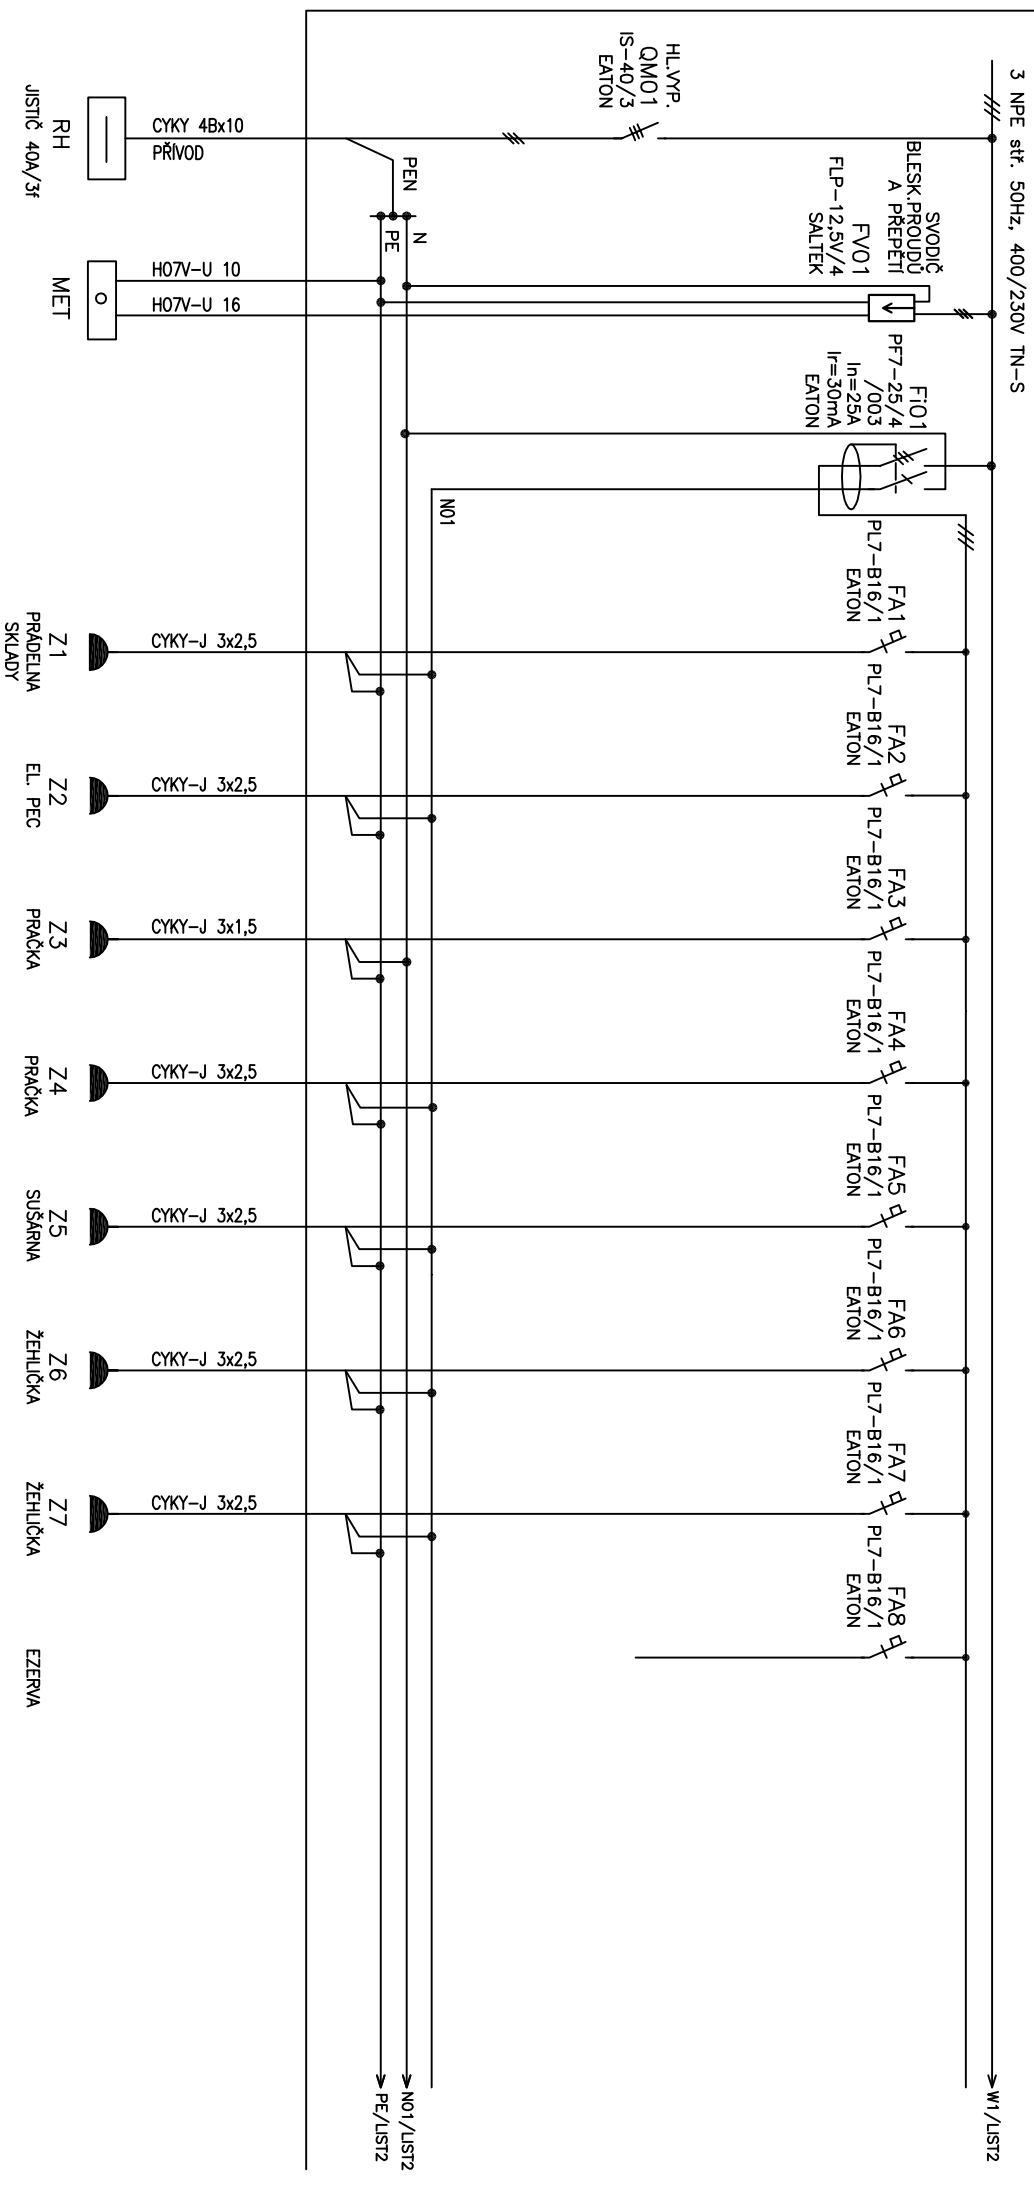 3 NPE stř. 50Hz, 400/230V TN-S
W1/LIST2
HL.VYP.
QM01
IS-40/3
EATON
SVODIČ
BLESK.PROUDŮ
A PŘEPĚTÍ
FV01
FLP-12,5V/4
SALTEK
Fi01
PF7-25/4
/003
In=25A
Ir=30mA
EATON
FA1
PL7-B16/1
EATON
FA2
PL7-B16/1
EATON
FA3
PL7-B16/1
EATON
FA4
PL7-B16/1
EATON
FA5
PL7-B16/1
EATON
FA6
PL7-B16/1
EATON
FA7
PL7-B16/1
EATON
FA8
PL7-B16/1
EATON
N01
PEN
N
PE
N01/LIST2
PE/LIST2
CYKY 4Bx10
PŘÍVOD
H07V-U 10
H07V-U 16
CYKY-J 3x2,5
CYKY-J 3x2,5
CYKY-J 3x1,5
CYKY-J 3x2,5
CYKY-J 3x2,5
CYKY-J 3x2,5
CYKY-J 3x2,5
RH
JISTIČ 40A/3f
MET
Z1
PRÁDELNA
SKLADY
Z2
EL. PEC
Z3
PRAČKA
Z4
PRAČKA
Z5
SUŠÁRNA
Z6
ŽEHLIČKA
Z7
ŽEHLIČKA
EZERVA